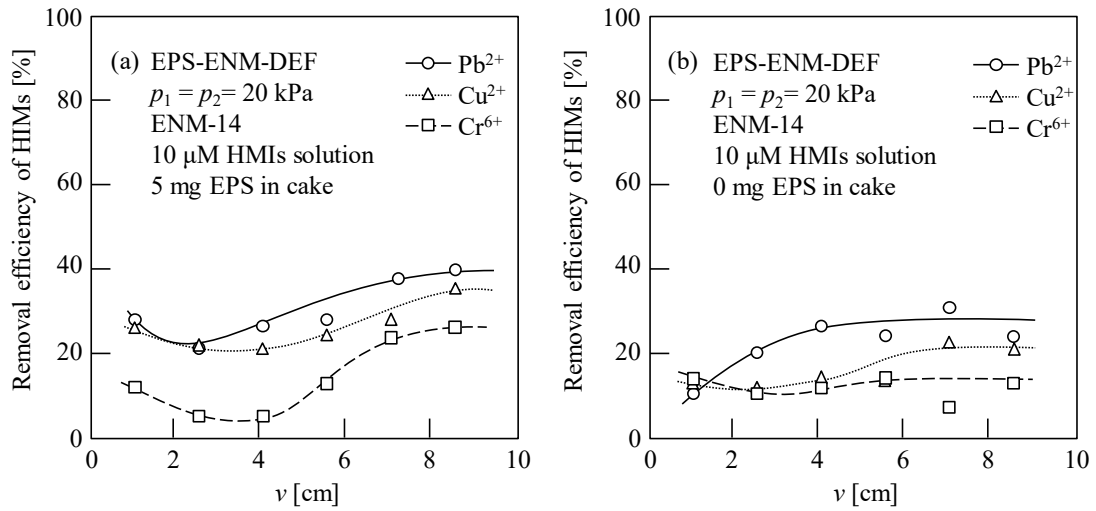 100
80
60
40
20
0
Removal efficiency of HIMs [%]
(a) EPS-ENM-DEF
p₁ = p₂= 20 kPa
ENM-14
10 μM HMIs solution
5 mg EPS in cake
Pb²⁺
Cu²⁺
Cr⁶⁺
0 2 4 6 8 10
v [cm]
100
80
60
40
20
0
Removal efficiency of HIMs [%]
(b) EPS-ENM-DEF
p₁ = p₂= 20 kPa
ENM-14
10 μM HMIs solution
0 mg EPS in cake
Pb²⁺
Cu²⁺
Cr⁶⁺
0 2 4 6 8 10
v [cm]